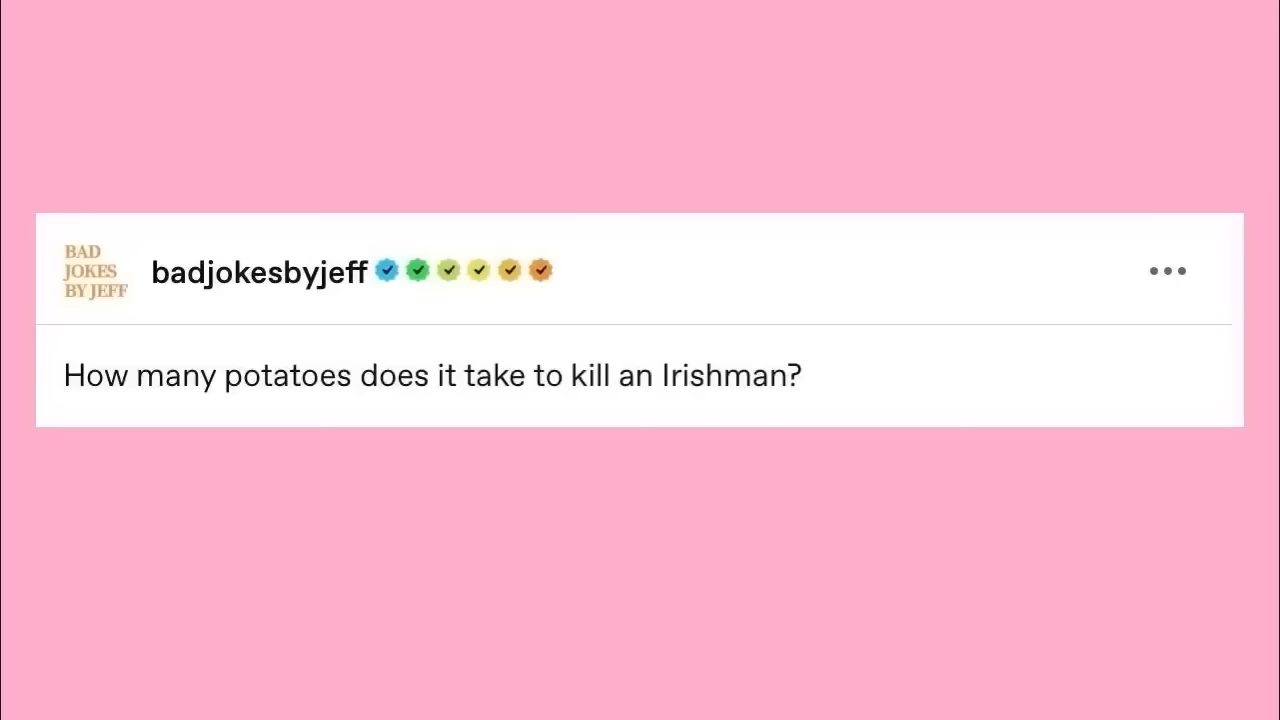 BAD
JOKES
BY JEFF
badjokesbyjeff
How many potatoes does it take to kill an Irishman?